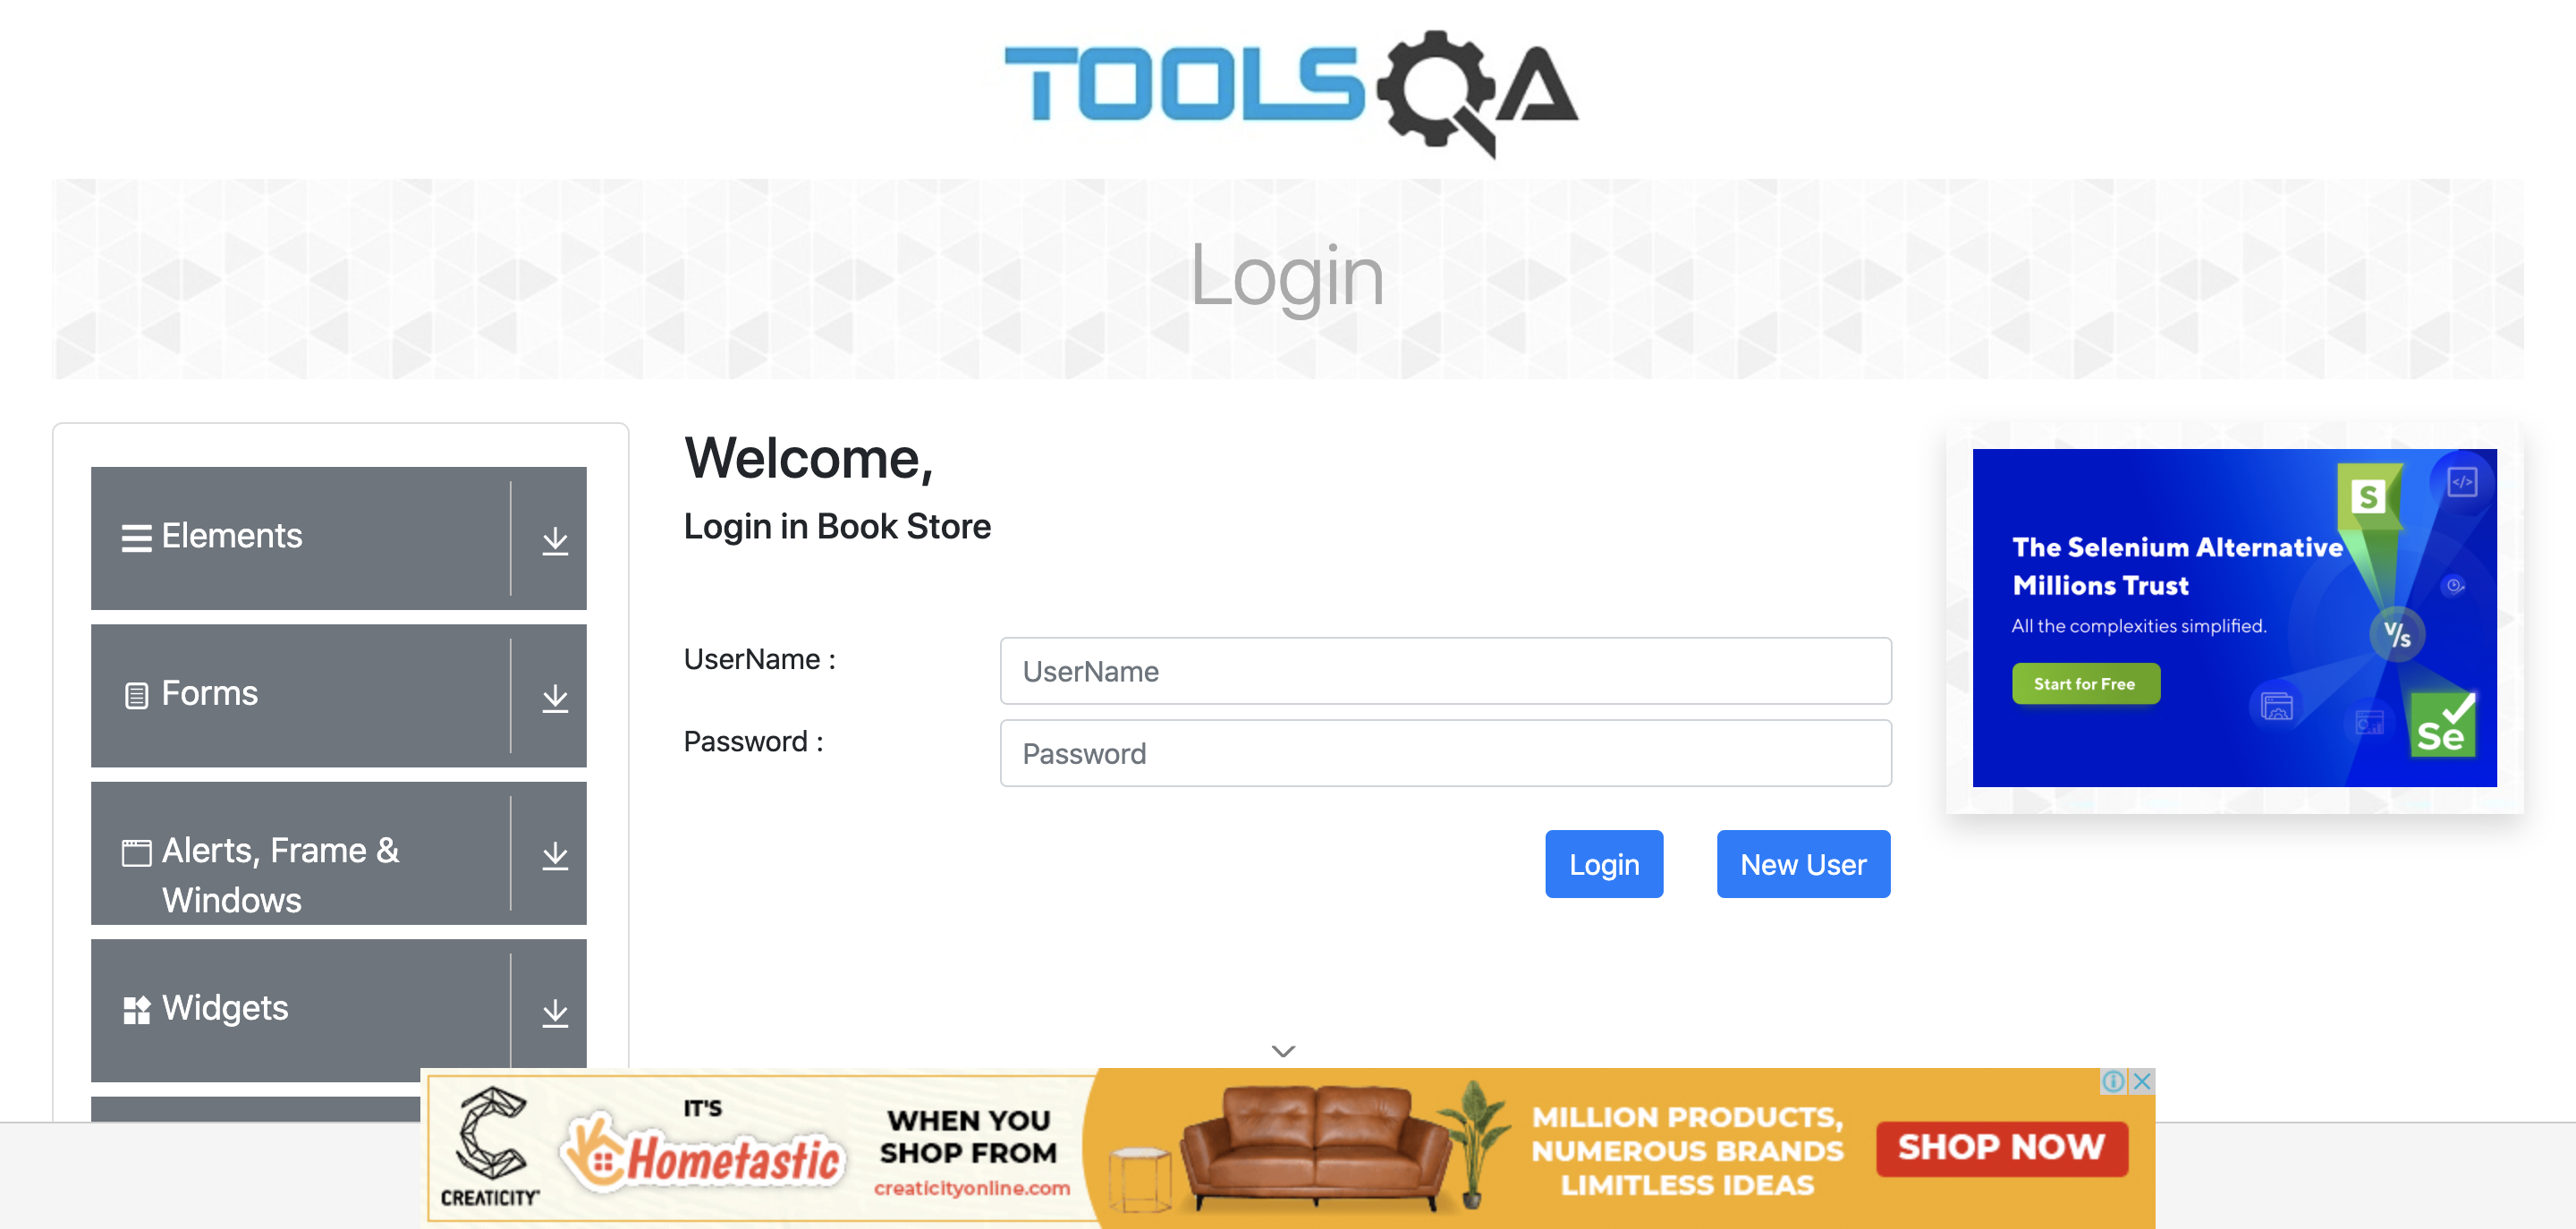 TOOLSQA
Login
Elements
Forms
Alerts, Frame &
Windows
Widgets
Welcome,
Login in Book Store
UserName :
UserName
Password :
Password
Login
New User
The Selenium Alternative
Millions Trust
All the complexities simplified.
Start for Free
S
</>
V/s
Se
CREATICITY
IT'S
Hometastic
WHEN YOU
SHOP FROM
creaticityonline.com
MILLION PRODUCTS,
NUMEROUS BRANDS
LIMITLESS IDEAS
SHOP NOW